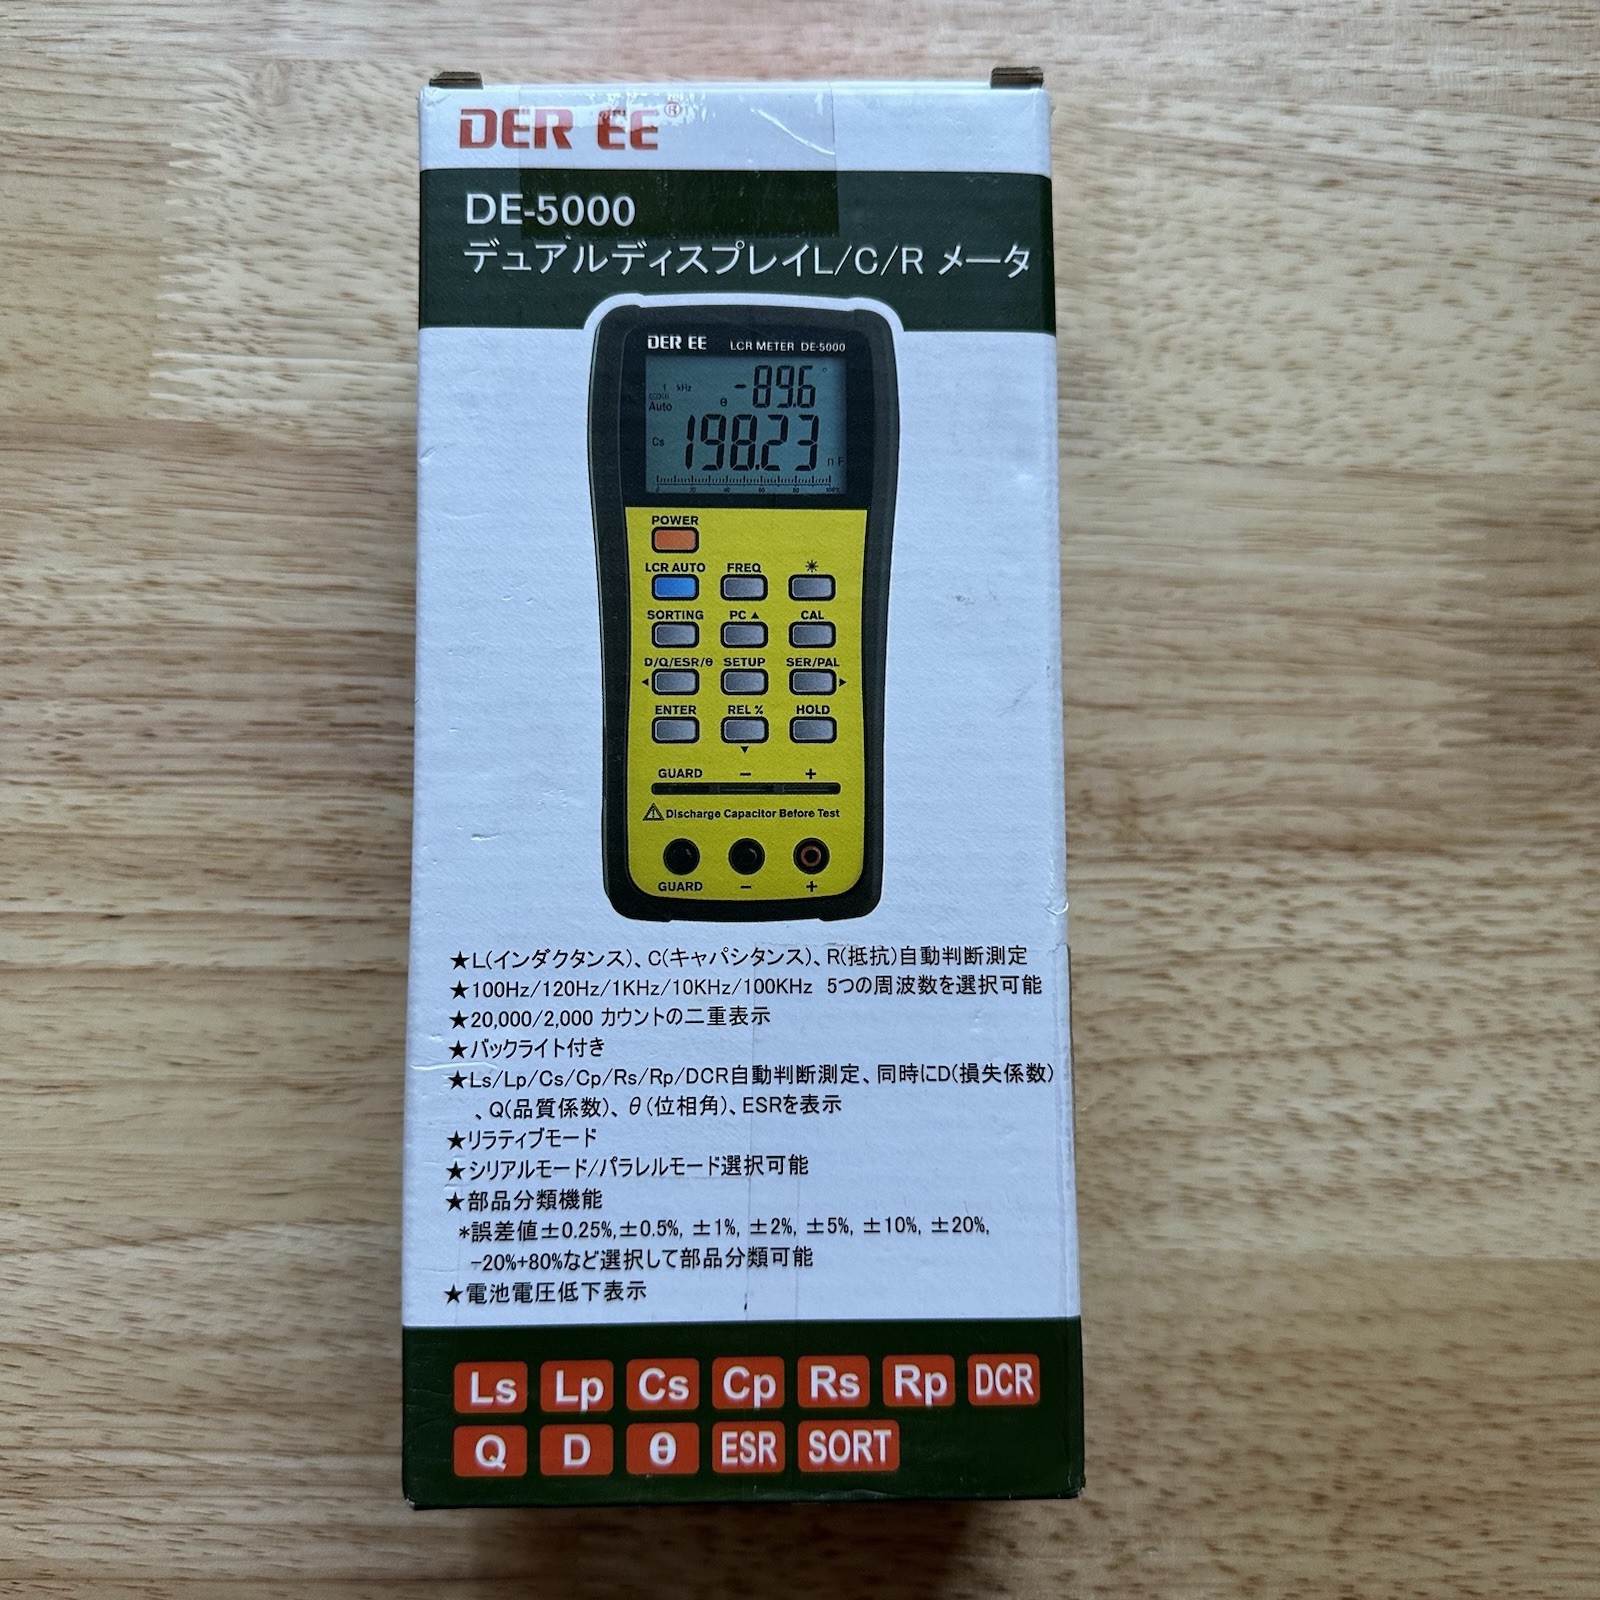 DER EE®
DE-5000
デュアルディスプレイL/C/R メータ
DER EE LCR METER DE-5000
-89.6 °
1 kHz
Auto θ
Cs 198.23 nF
0 20 40 60 80 100%
POWER
LCR AUTO FREQ ☀
SORTING PC ▲ CAL
D/Q/ESR/θ SETUP SER/PAL
◀ ▶
ENTER REL % HOLD
▼
GUARD − +
⚠ Discharge Capacitor Before Test
GUARD − +
★L(インダクタンス)、C(キャパシタンス)、R(抵抗)自動判断測定
★100Hz/120Hz/1KHz/10KHz/100KHz 5つの周波数を選択可能
★20,000/2,000 カウントの二重表示
★バックライト付き
★Ls/Lp/Cs/Cp/Rs/Rp/DCR自動判断測定、同時にD(損失係数)
、Q(品質係数)、θ(位相角)、ESRを表示
★リラティブモード
★シリアルモード/パラレルモード選択可能
★部品分類機能
*誤差値±0.25%,±0.5%, ±1%, ±2%, ±5%, ±10%, ±20%,
-20%+80%など選択して部品分類可能
★電池電圧低下表示
Ls Lp Cs Cp Rs Rp DCR
Q D θ ESR SORT